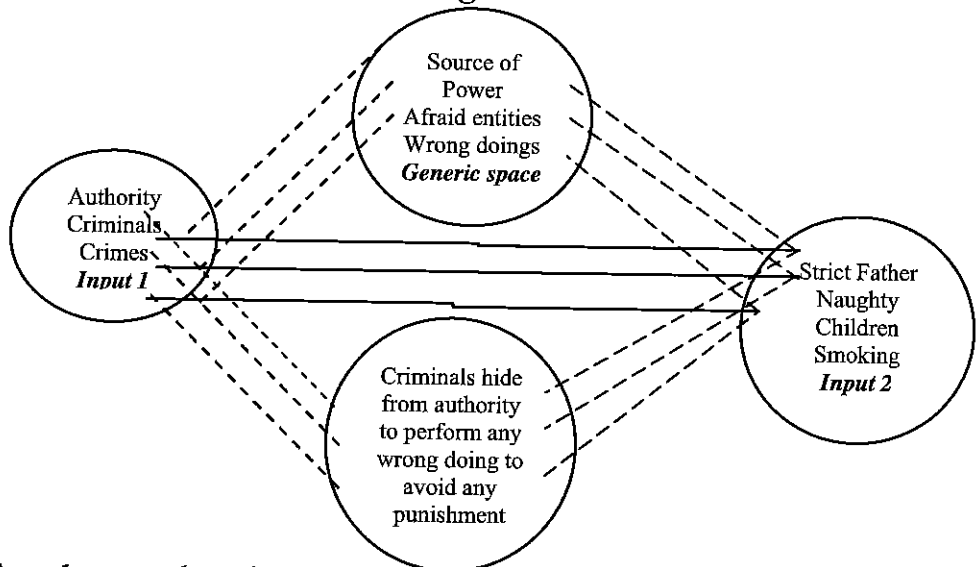 Source of
Power
Afraid entities
Wrong doings
Generic space
Authority
Criminals
Crimes
Input 1
Strict Father
Naughty
Children
Smoking
Input 2
Criminals hide
from authority
to perform any
wrong doing to
avoid any
punishment